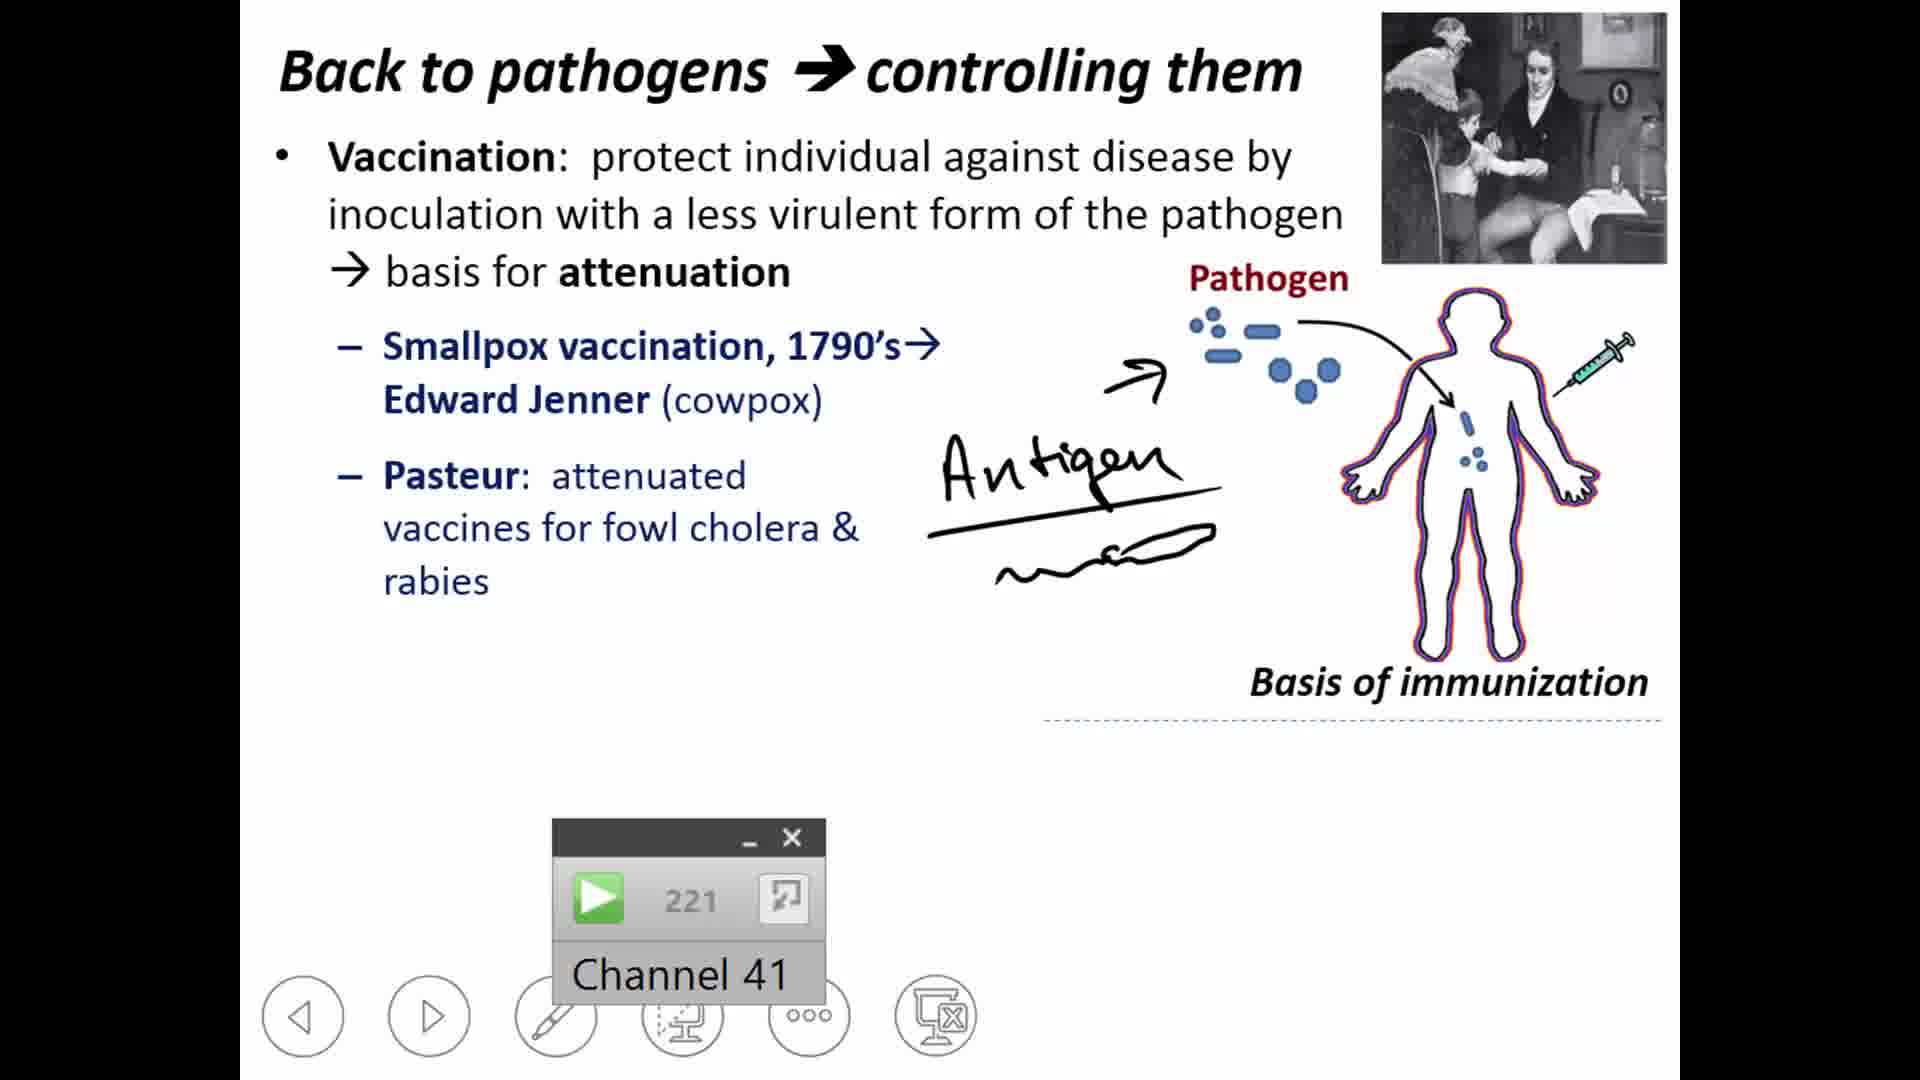 Back to pathogens → controlling them
• Vaccination: protect individual against disease by
inoculation with a less virulent form of the pathogen
→ basis for attenuation
Pathogen
– Smallpox vaccination, 1790's→
Edward Jenner (cowpox)
Antigen
– Pasteur: attenuated
vaccines for fowl cholera &
rabies
Basis of immunization
221
Channel 41